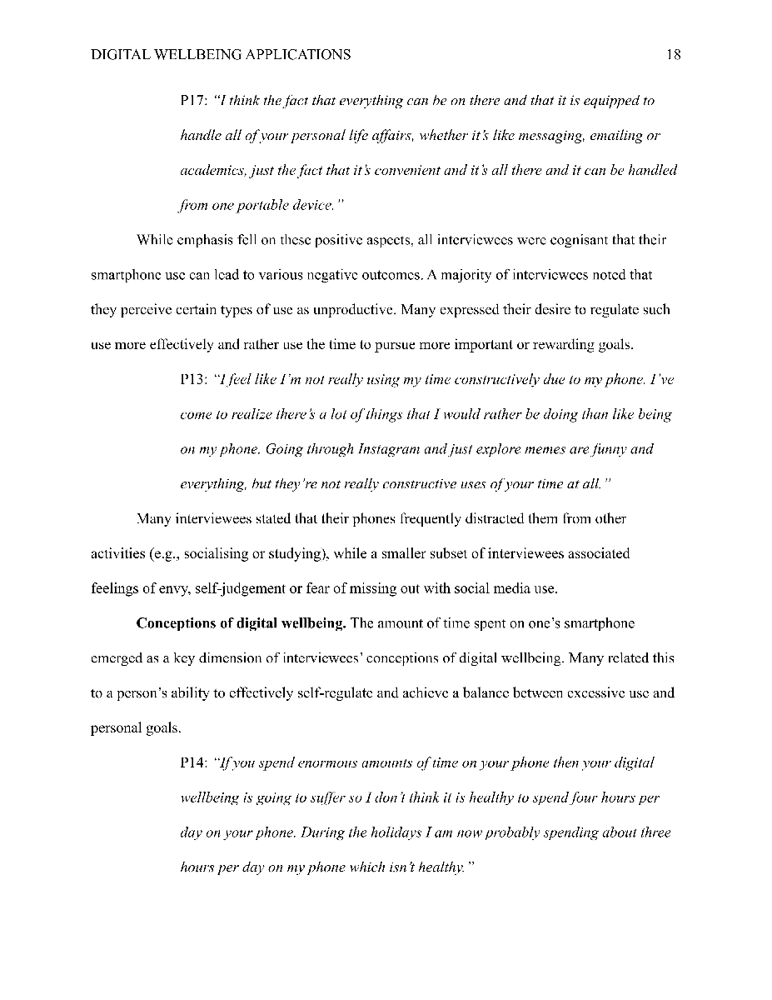 DIGITAL WELLBEING APPLICATIONS 18
P17: “I think the fact that everything can be on there and that it is equipped to
handle all of your personal life affairs, whether it’s like messaging, emailing or
academics, just the fact that it’s convenient and it’s all there and it can be handled
from one portable device.”
While emphasis fell on these positive aspects, all interviewees were cognisant that their
smartphone use can lead to various negative outcomes. A majority of interviewees noted that
they perceive certain types of use as unproductive. Many expressed their desire to regulate such
use more effectively and rather use the time to pursue more important or rewarding goals.
P13: “I feel like I’m not really using my time constructively due to my phone. I’ve
come to realize there’s a lot of things that I would rather be doing than like being
on my phone. Going through Instagram and just explore memes are funny and
everything, but they’re not really constructive uses of your time at all.”
Many interviewees stated that their phones frequently distracted them from other
activities (e.g., socialising or studying), while a smaller subset of interviewees associated
feelings of envy, self-judgement or fear of missing out with social media use.
Conceptions of digital wellbeing. The amount of time spent on one’s smartphone
emerged as a key dimension of interviewees’ conceptions of digital wellbeing. Many related this
to a person’s ability to effectively self-regulate and achieve a balance between excessive use and
personal goals.
P14: “If you spend enormous amounts of time on your phone then your digital
wellbeing is going to suffer so I don’t think it is healthy to spend four hours per
day on your phone. During the holidays I am now probably spending about three
hours per day on my phone which isn’t healthy.”